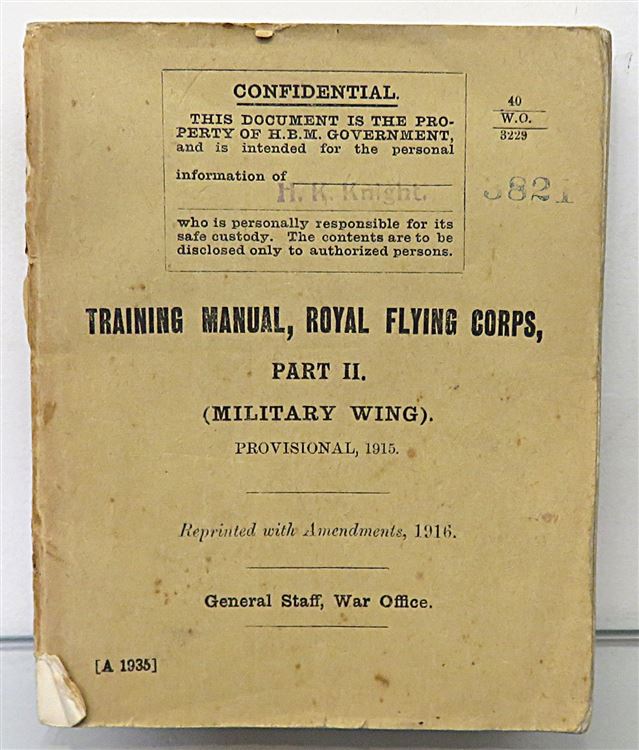 CONFIDENTIAL.
THIS DOCUMENT IS THE PRO-
PERTY OF H.B.M. GOVERNMENT,
and is intended for the personal
information of
H. K. Knight.
who is personally responsible for its
safe custody. The contents are to be
disclosed only to authorized persons.
40
W.O.
3229
3821
TRAINING MANUAL, ROYAL FLYING CORPS,
PART II.
(MILITARY WING).
PROVISIONAL, 1915.
Reprinted with Amendments, 1916.
General Staff, War Office.
[A 1935]